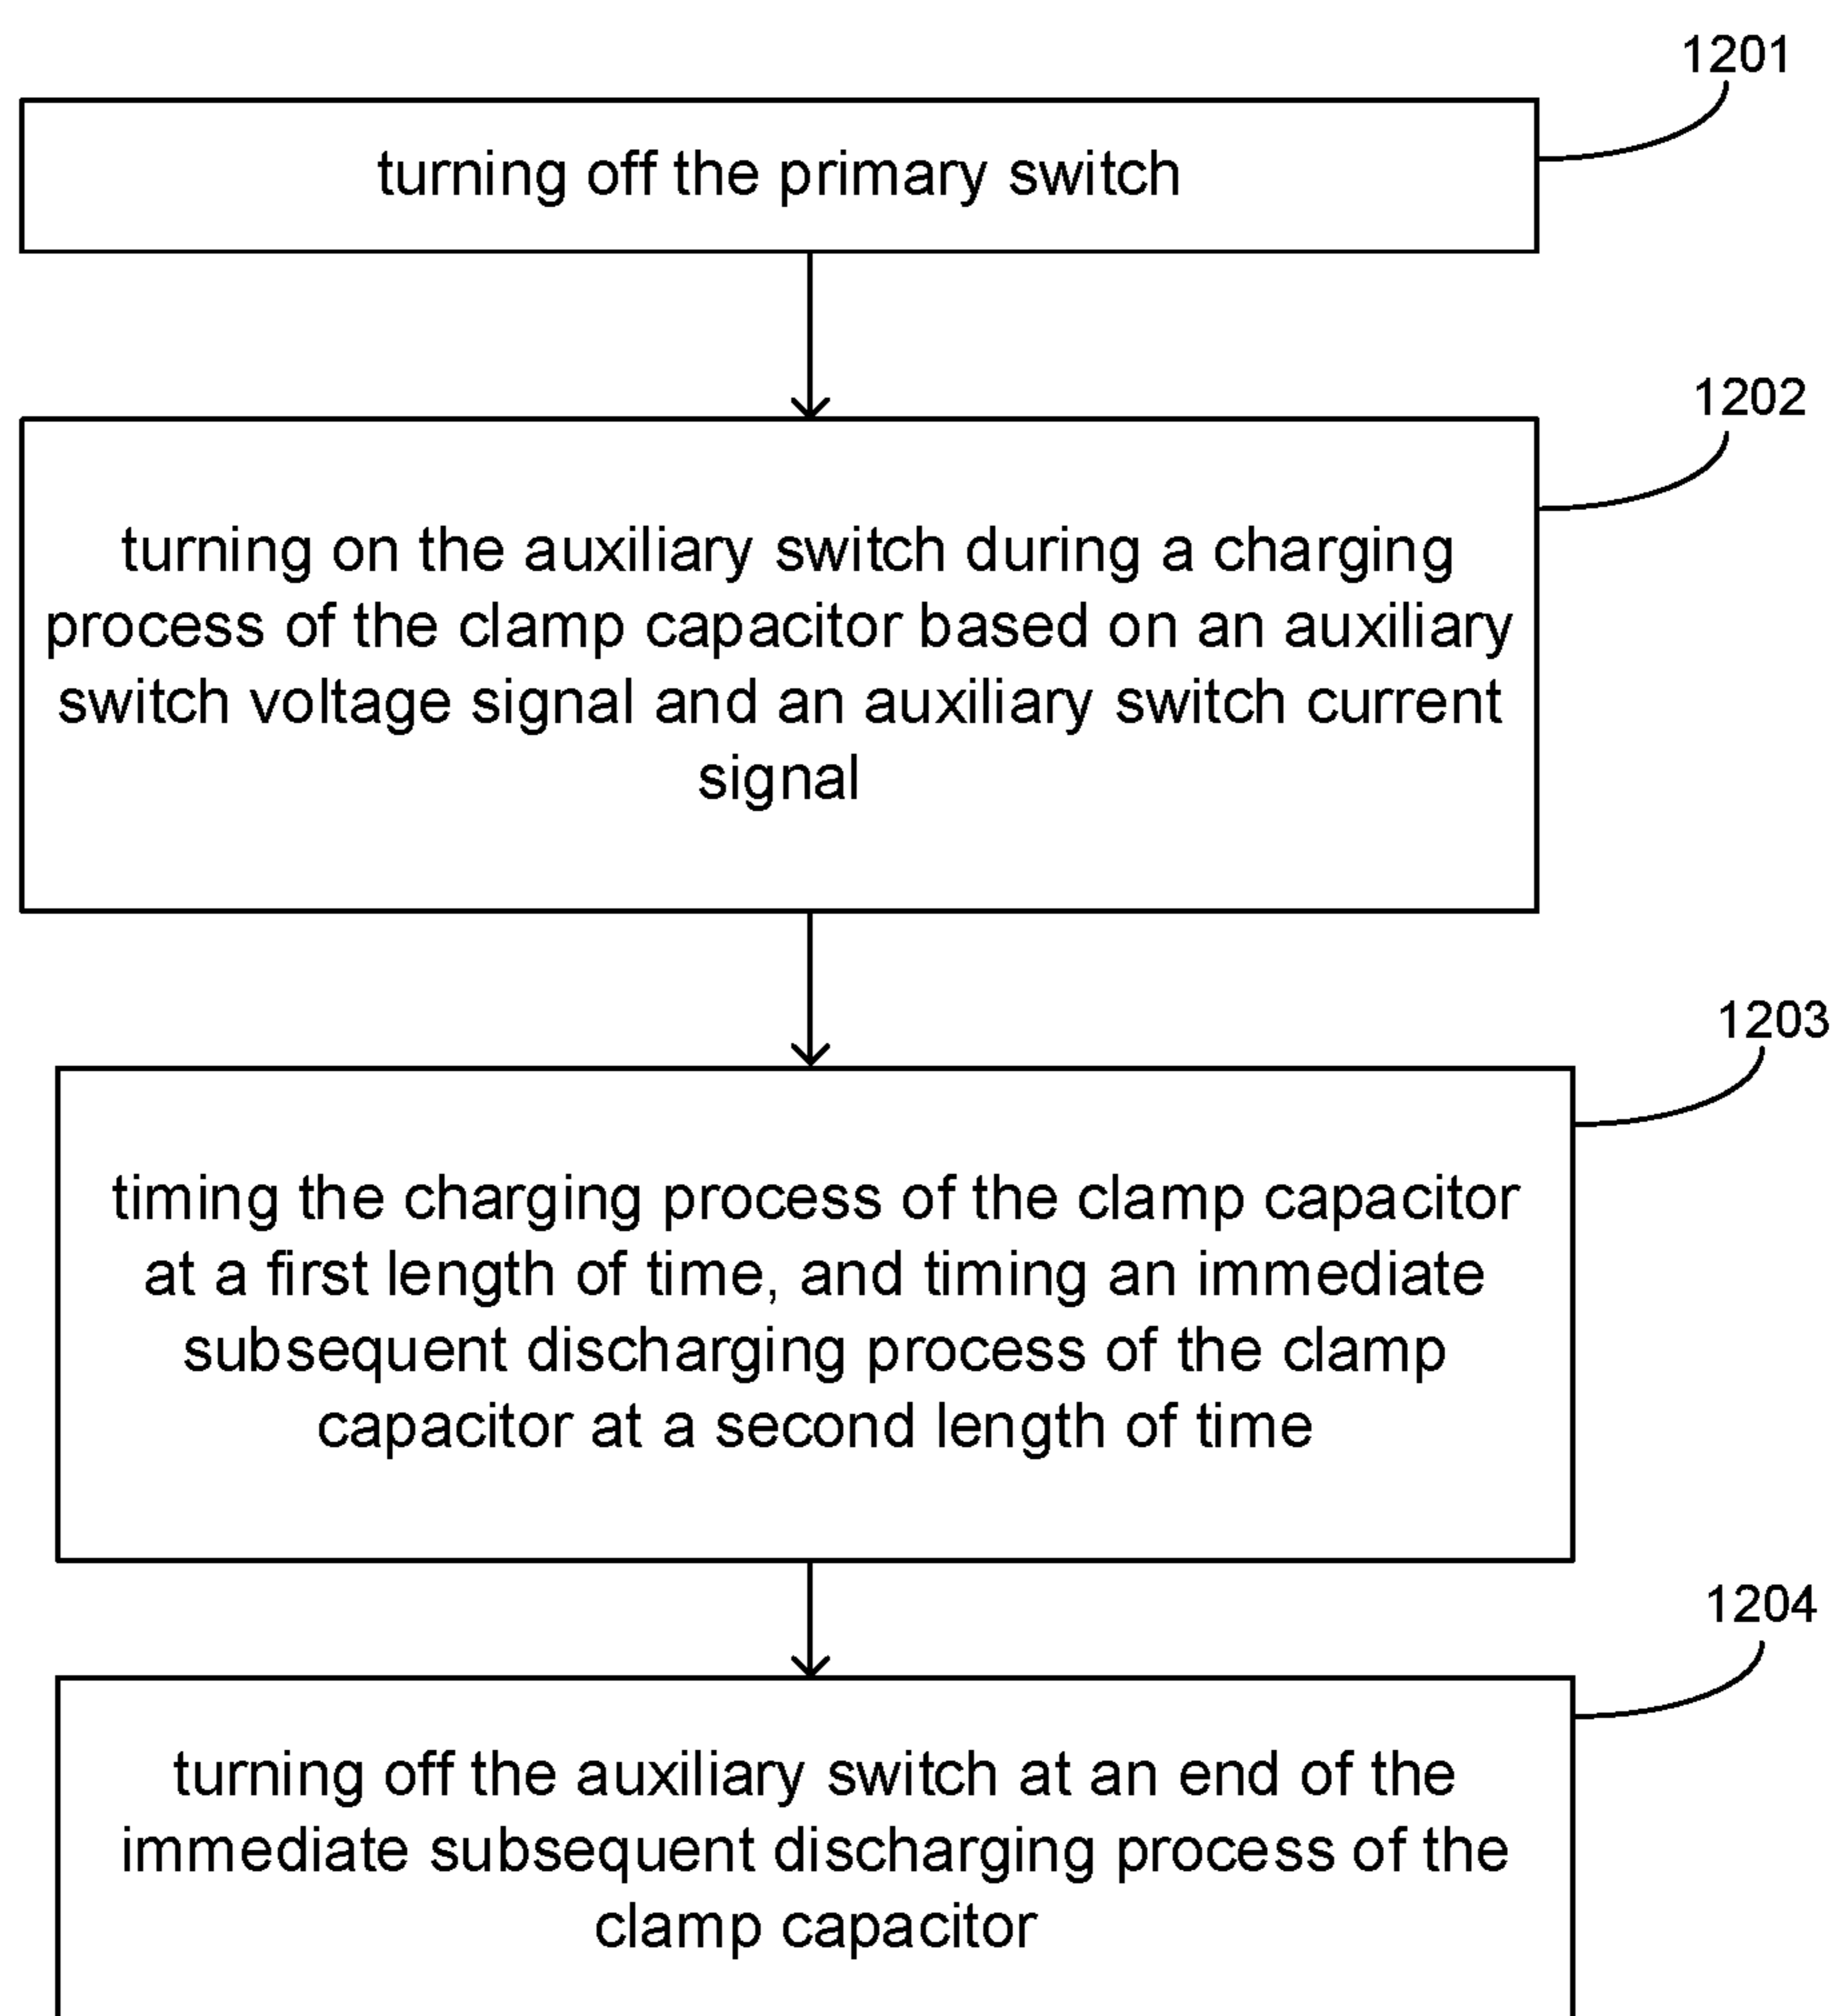 1201
turning off the primary switch
1202
turning on the auxiliary switch during a charging
process of the clamp capacitor based on an auxiliary
switch voltage signal and an auxiliary switch current
signal
1203
timing the charging process of the clamp capacitor
at a first length of time, and timing an immediate
subsequent discharging process of the clamp
capacitor at a second length of time
1204
turning off the auxiliary switch at an end of the
immediate subsequent discharging process of the
clamp capacitor